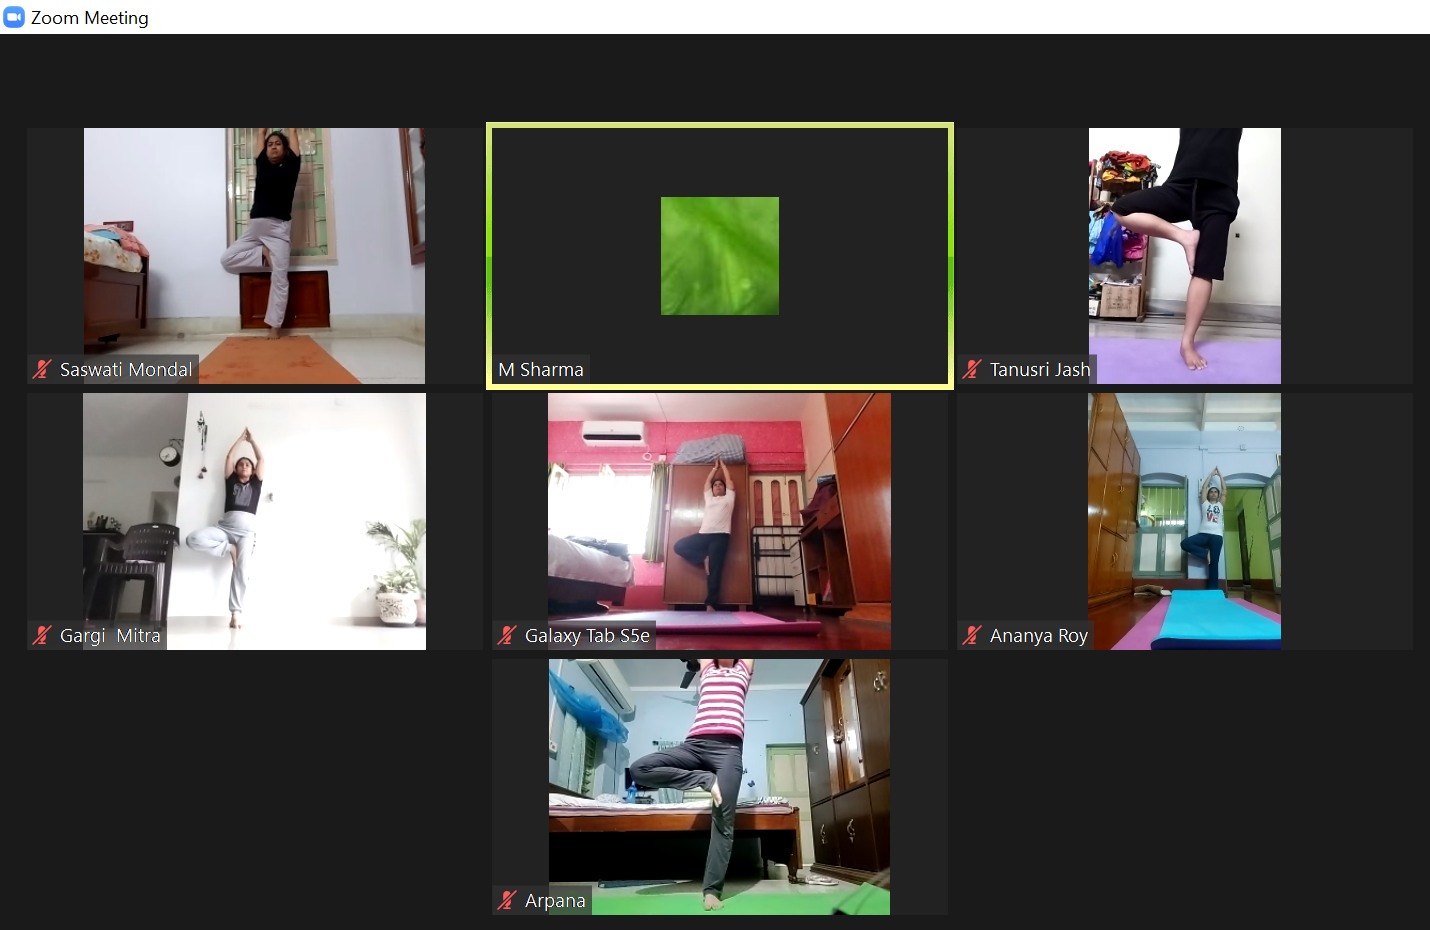 Zoom Meeting
Saswati Mondal
M Sharma
Tanusri Jash
Gargi  Mitra
Galaxy Tab S5e
Ananya Roy
Arpana